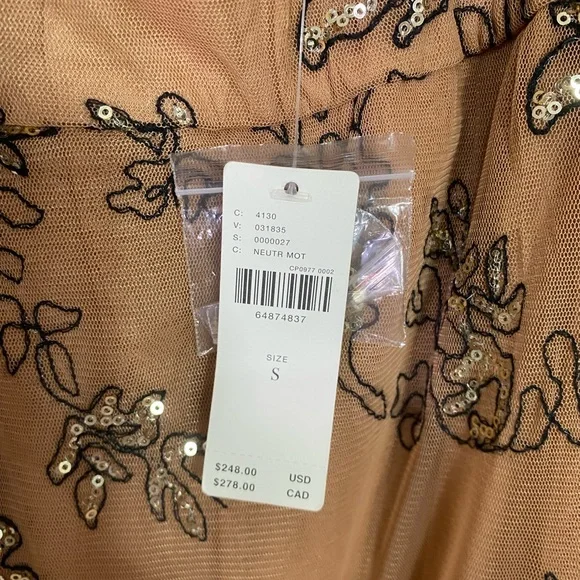 C: 4130
V: 031835
S: 0000027
C: NEUTR MOT
CP0977 0002
64874837
SIZE
S
$248.00 USD
$278.00 CAD